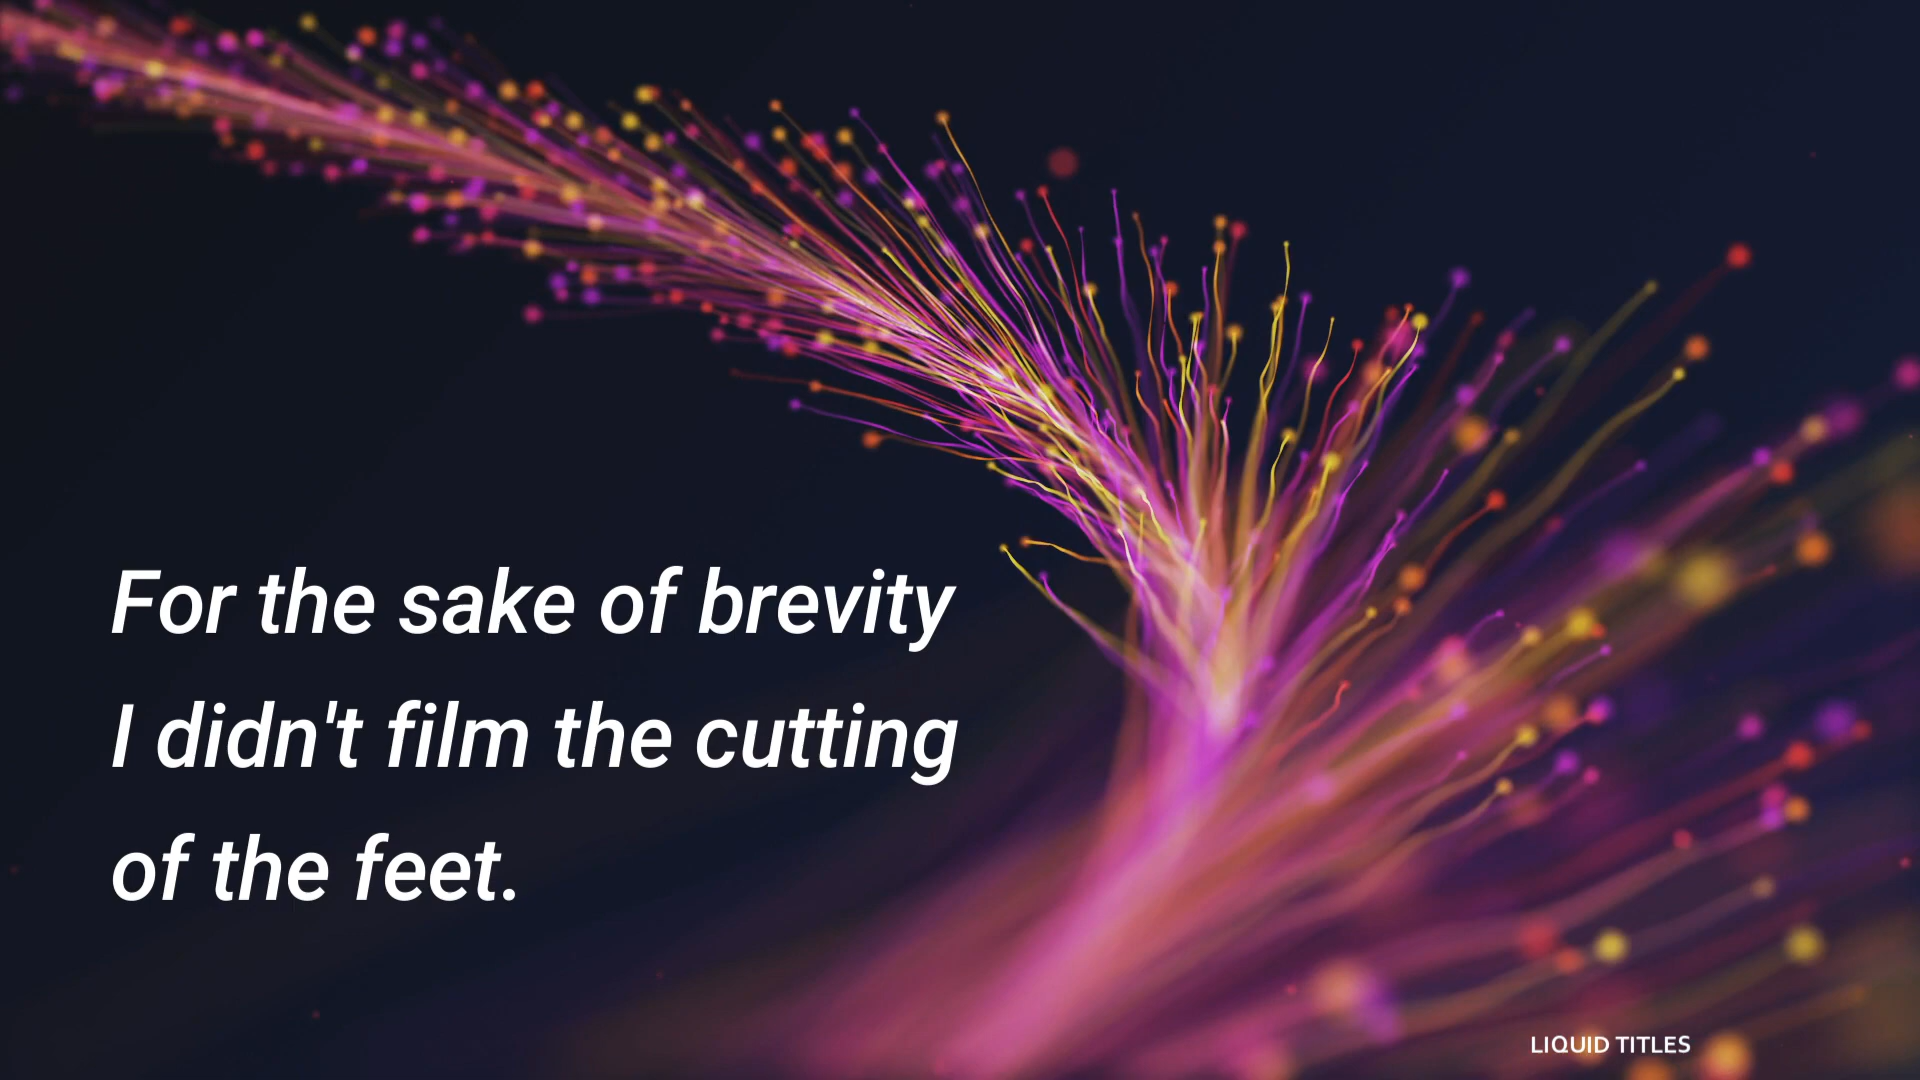 For the sake of brevity
I didn't film the cutting
of the feet.
LIQUID TITLES